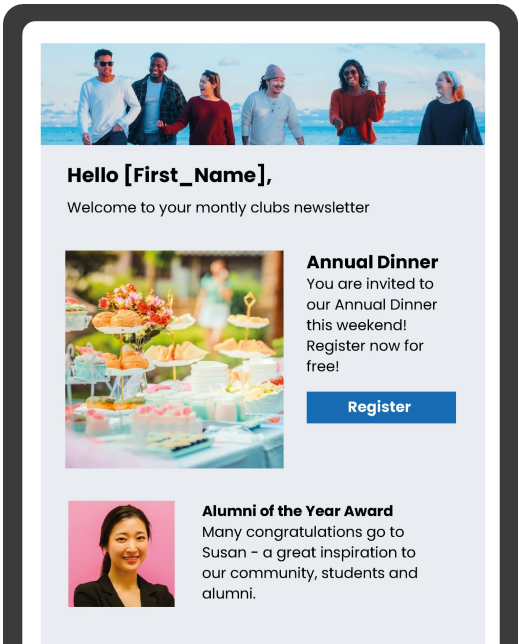 Hello [First_Name],
Welcome to your montly clubs newsletter
Annual Dinner
You are invited to
our Annual Dinner
this weekend!
Register now for
free!
Register
Alumni of the Year Award
Many congratulations go to
Susan - a great inspiration to
our community, students and
alumni.